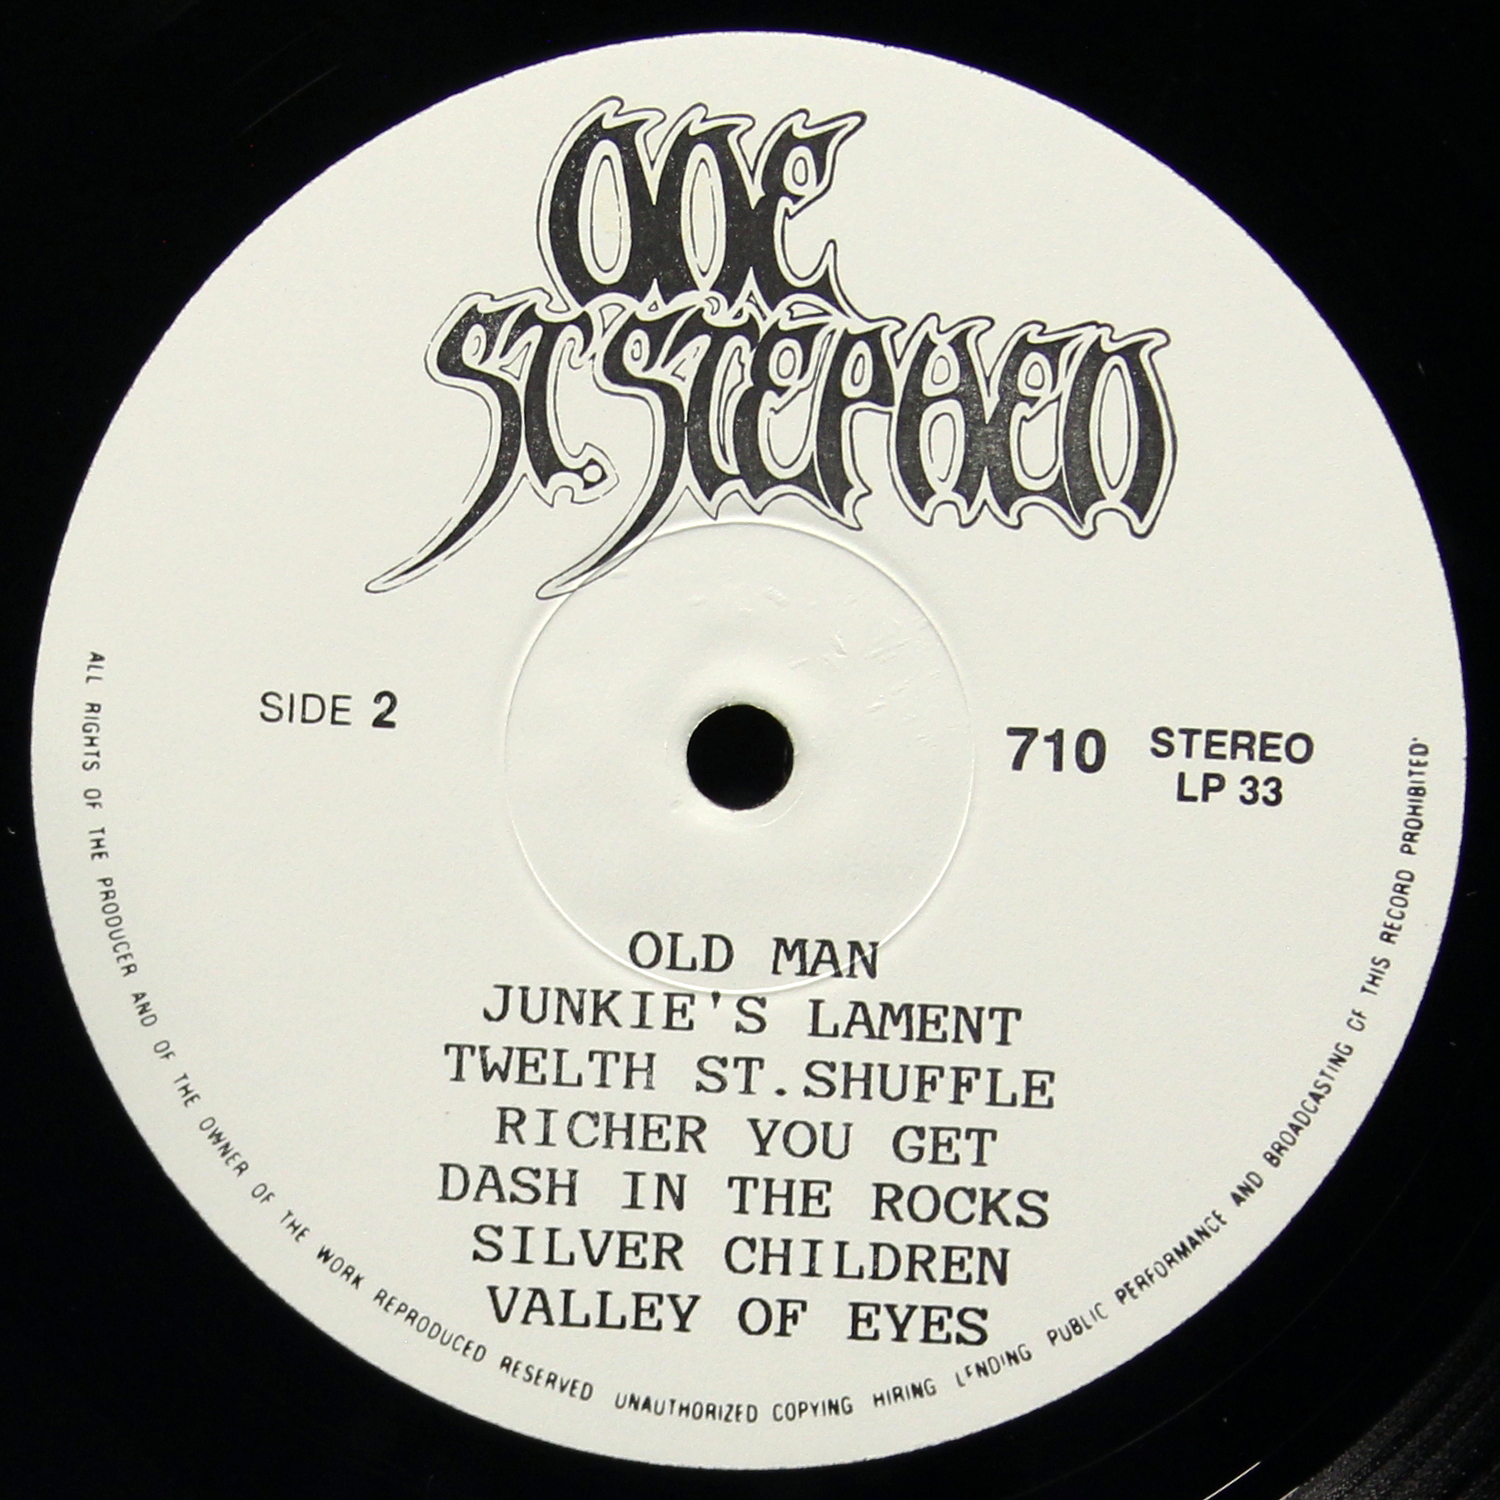 ONE
ST. STEPHEN
SIDE 2
710 STEREO
LP 33
OLD MAN
JUNKIE'S LAMENT
TWELTH ST.SHUFFLE
RICHER YOU GET
DASH IN THE ROCKS
SILVER CHILDREN
VALLEY OF EYES
ALL RIGHTS OF THE PRODUCER AND OF THE OWNER OF THE WORK REPRODUCED RESERVED UNAUTHORIZED COPYING HIRING LENDING PUBLIC PERFORMANCE AND BROADCASTING OF THIS RECORD PROHIBITED'